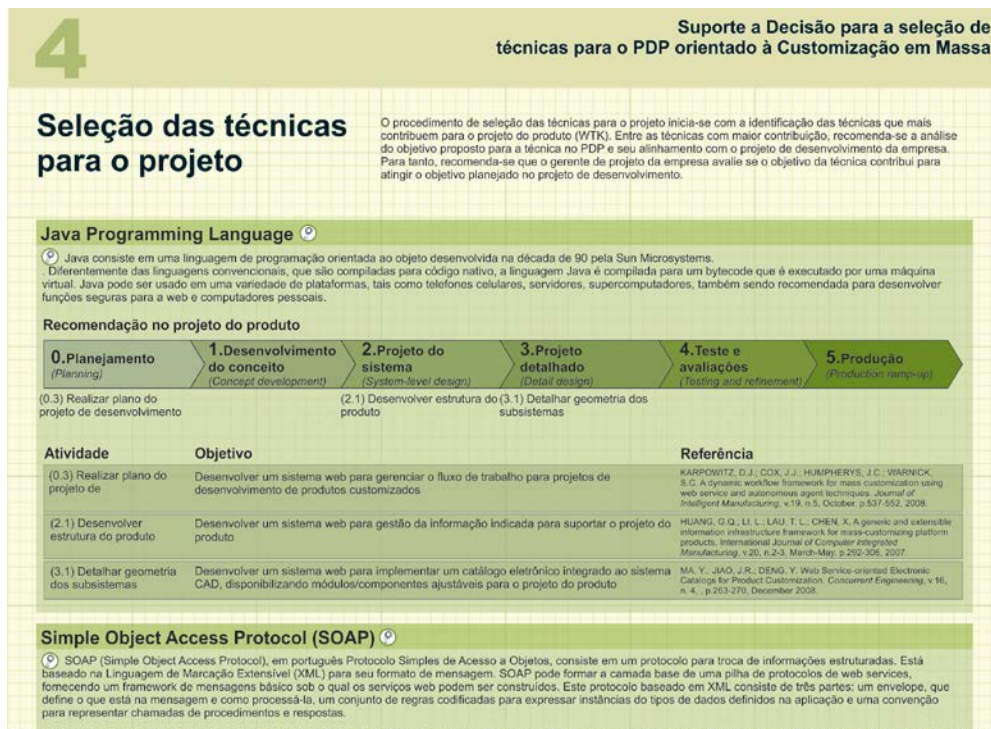 4
Suporte a Decisão para a seleção de
técnicas para o PDP orientado à Customização em Massa
Seleção das técnicas
para o projeto
O procedimento de seleção das técnicas para o projeto inicia-se com a identificação das técnicas que mais
contribuem para o projeto do produto (WTK). Entre as técnicas com maior contribuição, recomenda-se a análise
do objetivo proposto para a técnica no PDP e seu alinhamento com o projeto de desenvolvimento da empresa.
Para tanto, recomenda-se que o gerente de projeto da empresa avalie se o objetivo da técnica contribui para
atingir o objetivo planejado no projeto de desenvolvimento.
Java Programming Language
Java consiste em uma linguagem de programação orientada ao objeto desenvolvida na década de 90 pela Sun Microsystems.
. Diferentemente das linguagens convencionais, que são compiladas para código nativo, a linguagem Java é compilada para um bytecode que é executado por uma máquina
virtual. Java pode ser usado em uma variedade de plataformas, tais como telefones celulares, servidores, supercomputadores, também sendo recomendada para desenvolver
funções seguras para a web e computadores pessoais.
Recomendação no projeto do produto
0.Planejamento
(Planning)
1.Desenvolvimento
do conceito
(Concept development)
2.Projeto do
sistema
(System-level design)
3.Projeto
detalhado
(Detail design)
4.Teste e
avaliações
(Testing and refinement)
5.Produção
(Production ramp-up)
(0.3) Realizar plano do
projeto de desenvolvimento
(2.1) Desenvolver estrutura do
produto
(3.1) Detalhar geometria dos
subsistemas
Atividade Objetivo Referência
(0.3) Realizar plano do
projeto de
Desenvolver um sistema web para gerenciar o fluxo de trabalho para projetos de
desenvolvimento de produtos customizados
KARPOWITZ, D.J.; COX, J.J.; HUMPHERYS, J.C.; WARNICK,
S.C. A dynamic workflow framework for mass customization using
web service and autonomous agent techniques. Journal of
Intelligent Manufacturing, v.19, n.5, October, p.537-552, 2008.
(2.1) Desenvolver
estrutura do produto
Desenvolver um sistema web para gestão da informação indicada para suportar o projeto do
produto
HUANG, G.Q.; LI, L.; LAU, T. L.; CHEN, X. A generic and extensible
information infrastructure framework for mass-customizing platform
products, International Journal of Computer Integrated
Manufacturing, v.20, n.2-3, March-May, p.292-306, 2007.
(3.1) Detalhar geometria
dos subsistemas
Desenvolver um sistema web para implementar um catálogo eletrônico integrado ao sistema
CAD, disponibilizando módulos/componentes ajustáveis para o projeto do produto
MA, Y.; JIAO, J.R.; DENG, Y. Web Service-oriented Electronic
Catalogs for Product Customization. Concurrent Engineering, v.16,
n. 4, , p.263-270, December 2008.
Simple Object Access Protocol (SOAP)
SOAP (Simple Object Access Protocol), em português Protocolo Simples de Acesso a Objetos, consiste em um protocolo para troca de informações estruturadas. Está
baseado na Linguagem de Marcação Extensível (XML) para seu formato de mensagem. SOAP pode formar a camada base de uma pilha de protocolos de web services,
fornecendo um framework de mensagens básico sob o qual os serviços web podem ser construídos. Este protocolo baseado em XML consiste de três partes: um envelope, que
define o que está na mensagem e como processá-la, um conjunto de regras codificadas para expressar instâncias do tipos de dados definidos na aplicação e uma convenção
para representar chamadas de procedimentos e respostas.